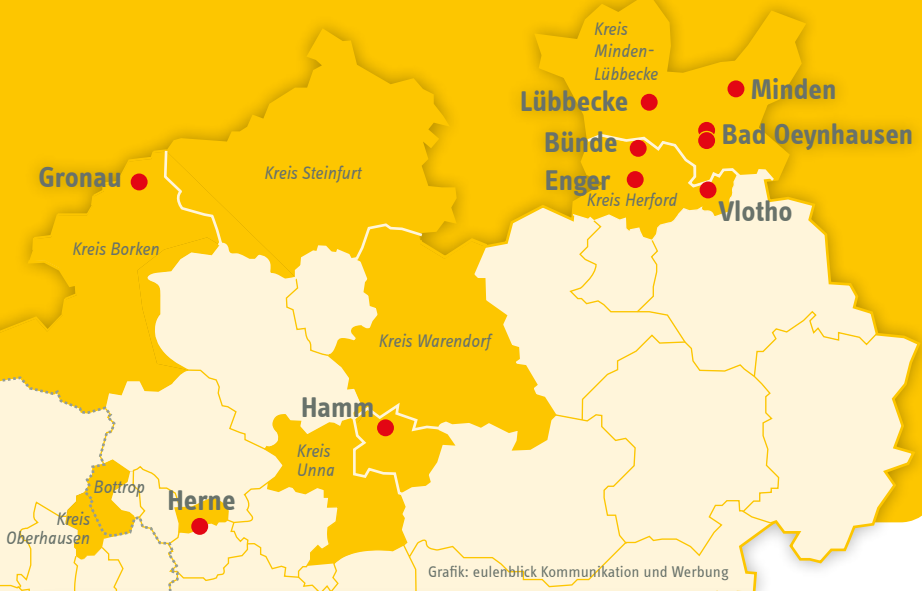 Kreis
Minden-
Lübbecke
Minden
Lübbecke
Bad Oeynhausen
Bünde
Gronau
Kreis Steinfurt
Enger
Kreis Herford
Vlotho
Kreis Borken
Kreis Warendorf
Hamm
Kreis
Unna
Bottrop
Herne
Kreis
Oberhausen
Grafik: eulenblick Kommunikation und Werbung